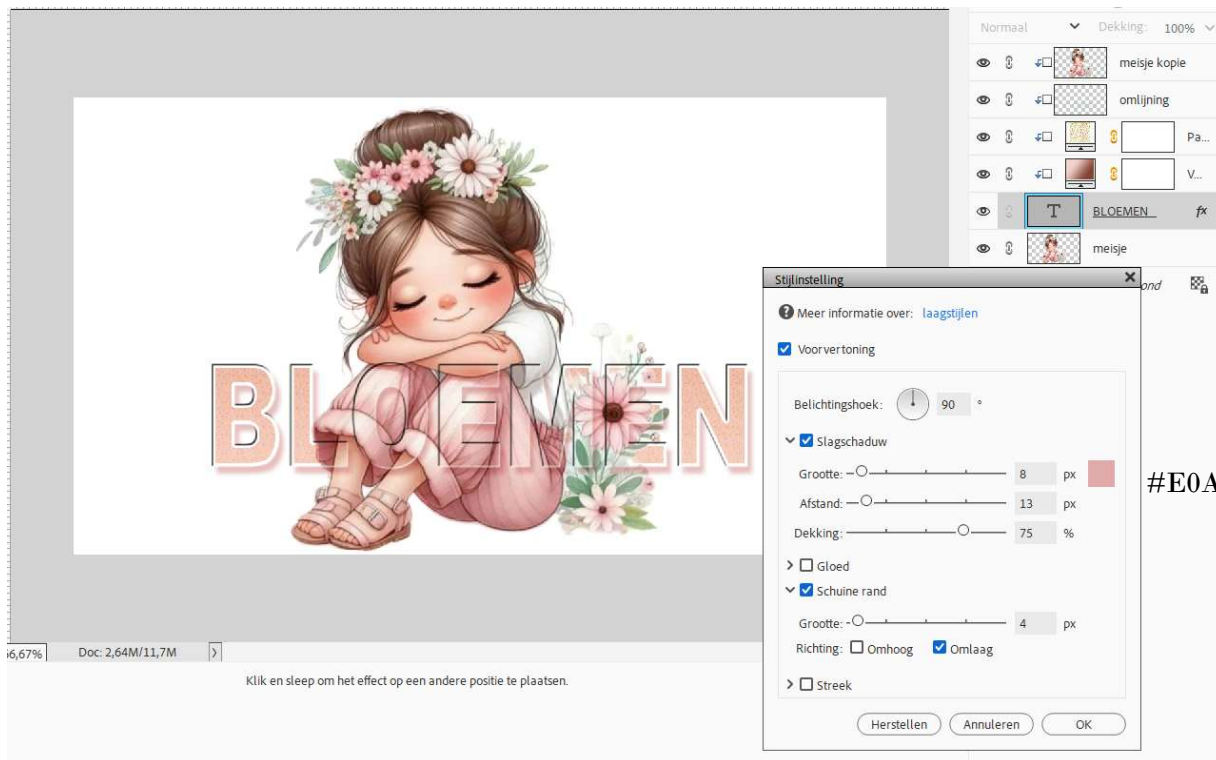 Normaal Dekking: 100%
meisje kopie
omlijning
Pa...
V...
T BLOEMEN fx
meisje
ond
BLOEMEN
Stijlinstelling
Meer informatie over: laagstijlen
Voorvertoning
Belichtingshoek: 90 °
Slagschaduw
Grootte: 8 px
#E0A
Afstand: 13 px
Dekking: 75 %
Gloed
Schuine rand
Grootte: 4 px
Richting: Omhoog Omlaag
Streek
Herstellen Annuleren OK
66,67% Doc: 2,64M/11,7M
Klik en sleep om het effect op een andere positie te plaatsen.